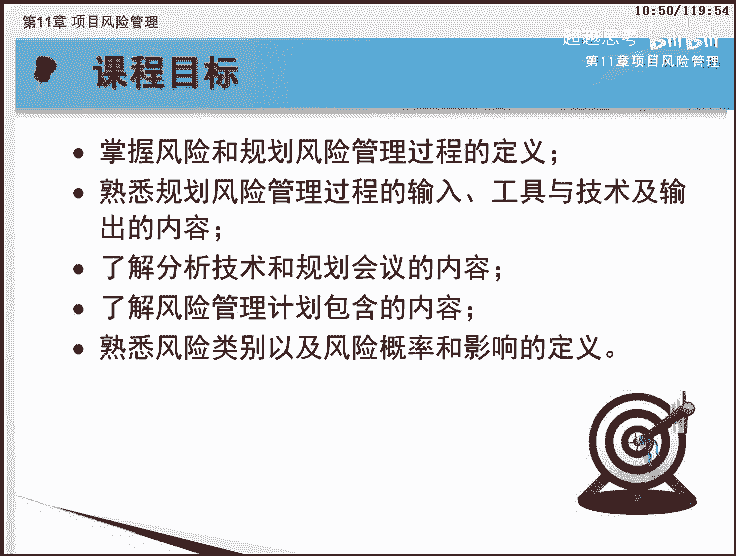 第11章 项目风险管理
10:50/119:54
超越思考 bilibili
第11章项目风险管理
课程目标
• 掌握风险和规划风险管理过程的定义；
• 熟悉规划风险管理过程的输入、工具与技术及输
出的内容；
• 了解分析技术和规划会议的内容；
• 了解风险管理计划包含的内容；
• 熟悉风险类别以及风险概率和影响的定义。